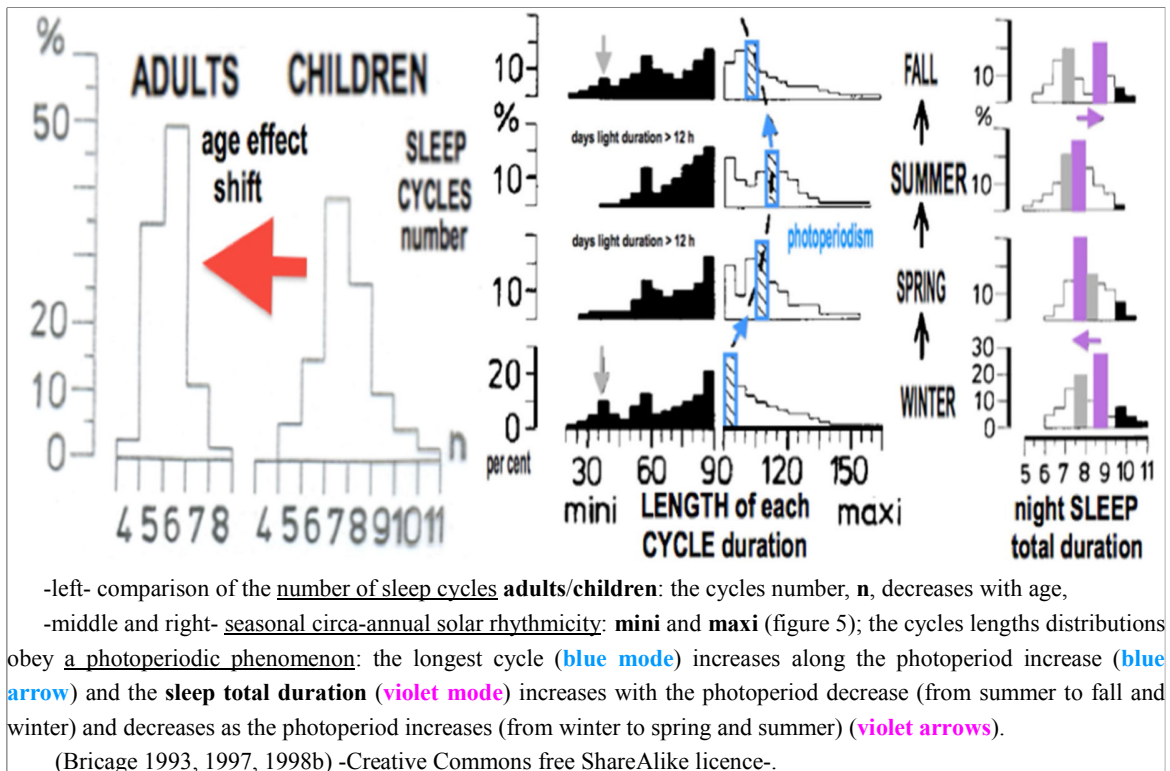 %
ADULTS CHILDREN
50
age effect
shift
SLEEP
CYCLES
number
20
10
0
n
4 5 6 7 8
4 5 6 7 8 9 10 11
10
%
days light duration > 12 h
10
photoperiodism
days light duration > 12 h
10
20
0
per cent
30 60 90 120 150
mini maxi
LENGTH of each
CYCLE duration
FALL
SUMMER
SPRING
WINTER
10
%
10
10
30
20
10
0
5 6 7 8 9 10 11
night SLEEP
total duration
-left- comparison of the number of sleep cycles adults/children: the cycles number, n, decreases with age,
-middle and right- seasonal circa-annual solar rhythmicity: mini and maxi (figure 5); the cycles lengths distributions
obey a photoperiodic phenomenon: the longest cycle (blue mode) increases along the photoperiod increase (blue
arrow) and the sleep total duration (violet mode) increases with the photoperiod decrease (from summer to fall and
winter) and decreases as the photoperiod increases (from winter to spring and summer) (violet arrows).
(Bricage 1993, 1997, 1998b) -Creative Commons free ShareAlike licence-.